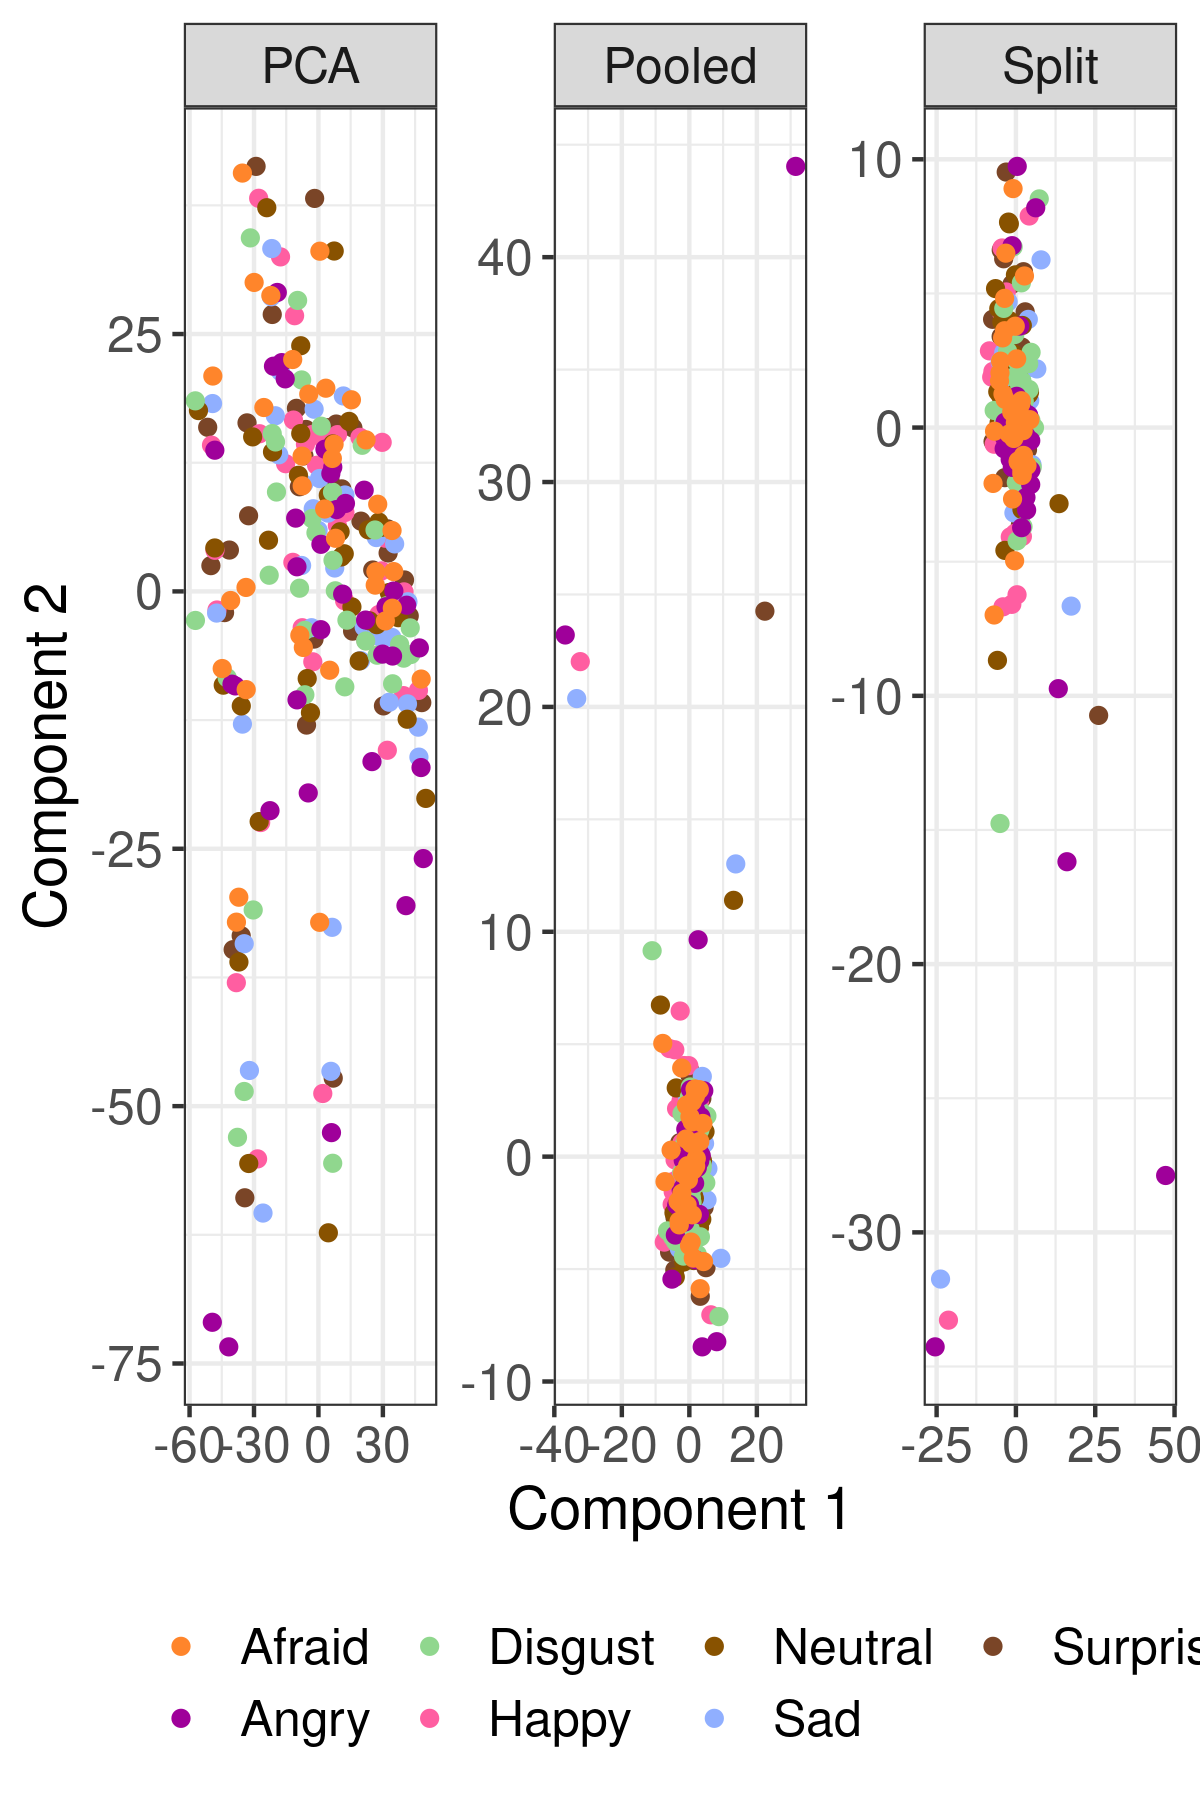 PCA Pooled Split
Component 2
25
0
-25
-50
-75
40
30
20
10
0
-10
10
0
-10
-20
-30
-60 -30 0 30
-40 -20 0 20
-25 0 25 50
Component 1
Afraid Disgust Neutral Surpris
Angry Happy Sad